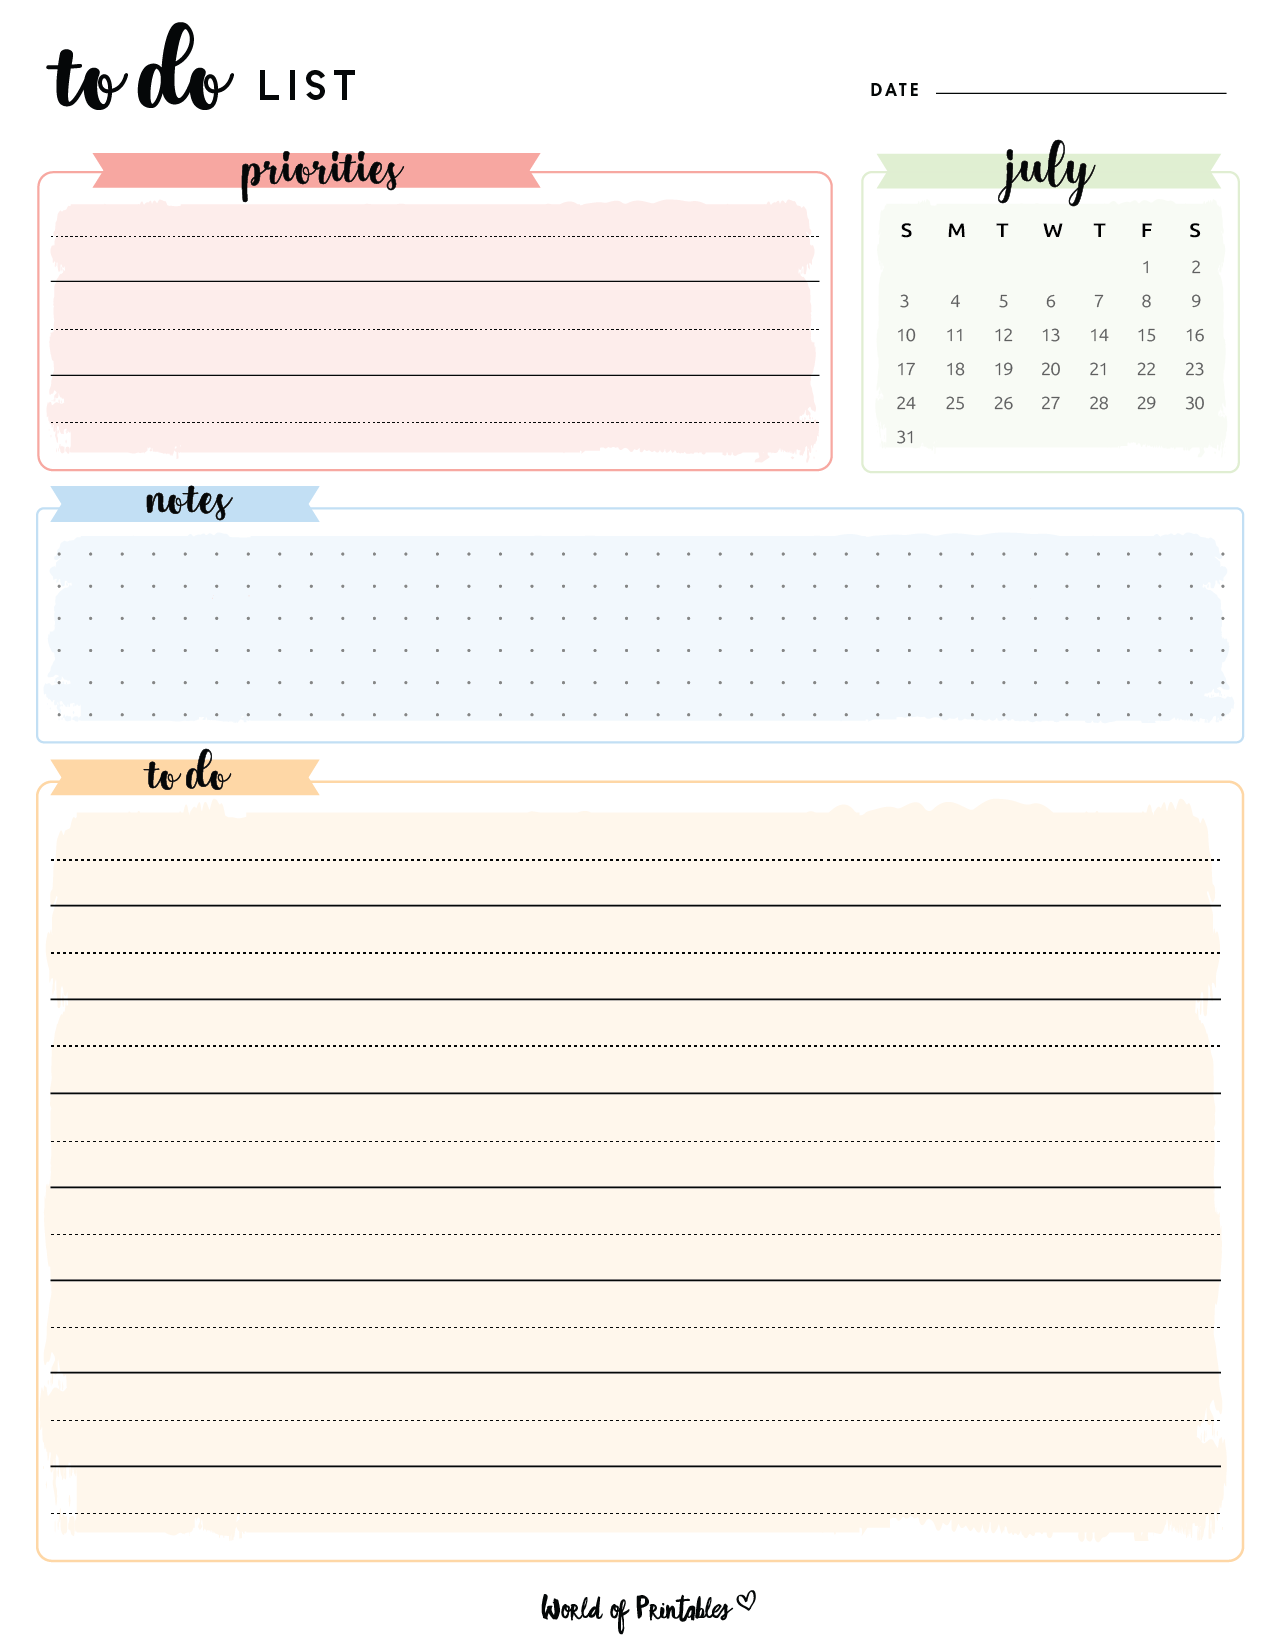 to do LIST
DATE
priorities
july
S M T W T F S
1 2
3 4 5 6 7 8 9
10 11 12 13 14 15 16
17 18 19 20 21 22 23
24 25 26 27 28 29 30
31
notes
to do
World of Printables